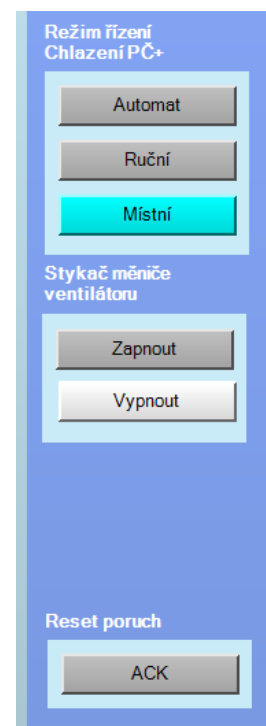 Režim řízení
Chlazení PČ+
Automat
Ruční
Místní
Stykač měniče
ventilátoru
Zapnout
Vypnout
Reset poruch
ACK